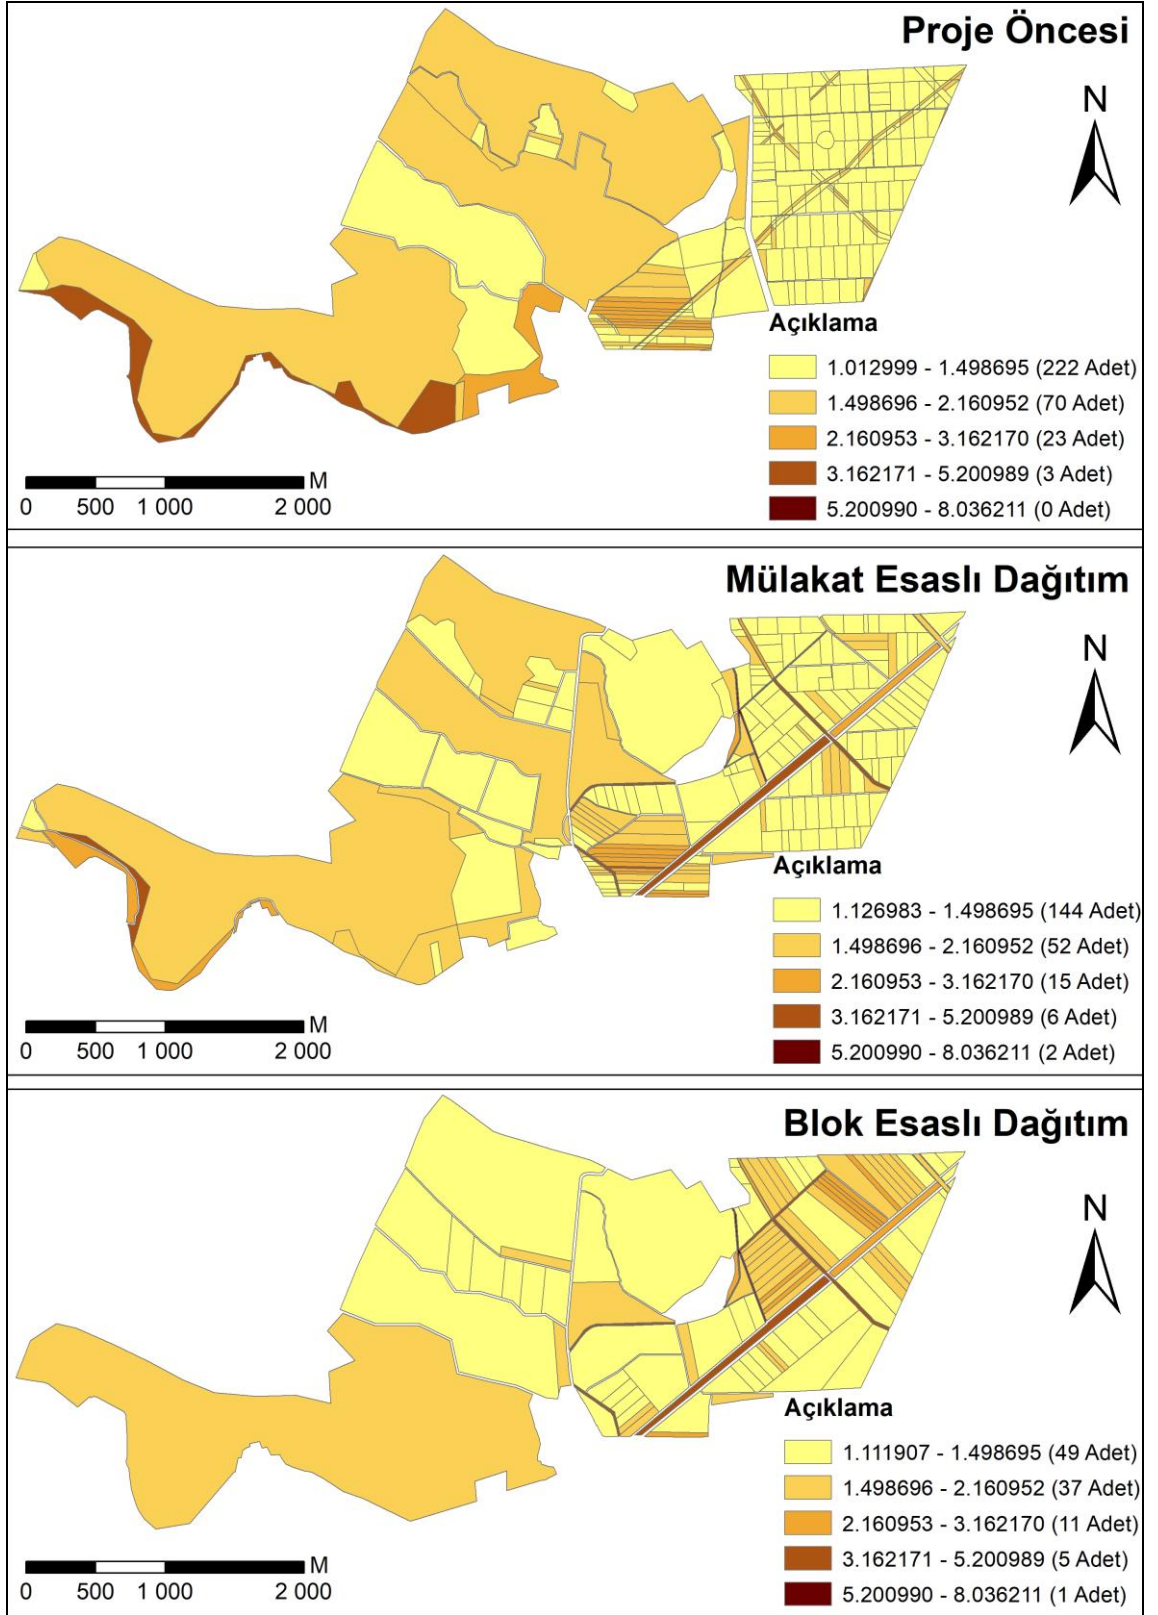 Proje Öncesi
N
Açıklama
1.012999 - 1.498695 (222 Adet)
1.498696 - 2.160952 (70 Adet)
2.160953 - 3.162170 (23 Adet)
3.162171 - 5.200989 (3 Adet)
5.200990 - 8.036211 (0 Adet)
M
0 500 1 000 2 000
Mülakat Esaslı Dağıtım
N
Açıklama
1.126983 - 1.498695 (144 Adet)
1.498696 - 2.160952 (52 Adet)
2.160953 - 3.162170 (15 Adet)
3.162171 - 5.200989 (6 Adet)
5.200990 - 8.036211 (2 Adet)
M
0 500 1 000 2 000
Blok Esaslı Dağıtım
N
Açıklama
1.111907 - 1.498695 (49 Adet)
1.498696 - 2.160952 (37 Adet)
2.160953 - 3.162170 (11 Adet)
3.162171 - 5.200989 (5 Adet)
5.200990 - 8.036211 (1 Adet)
M
0 500 1 000 2 000